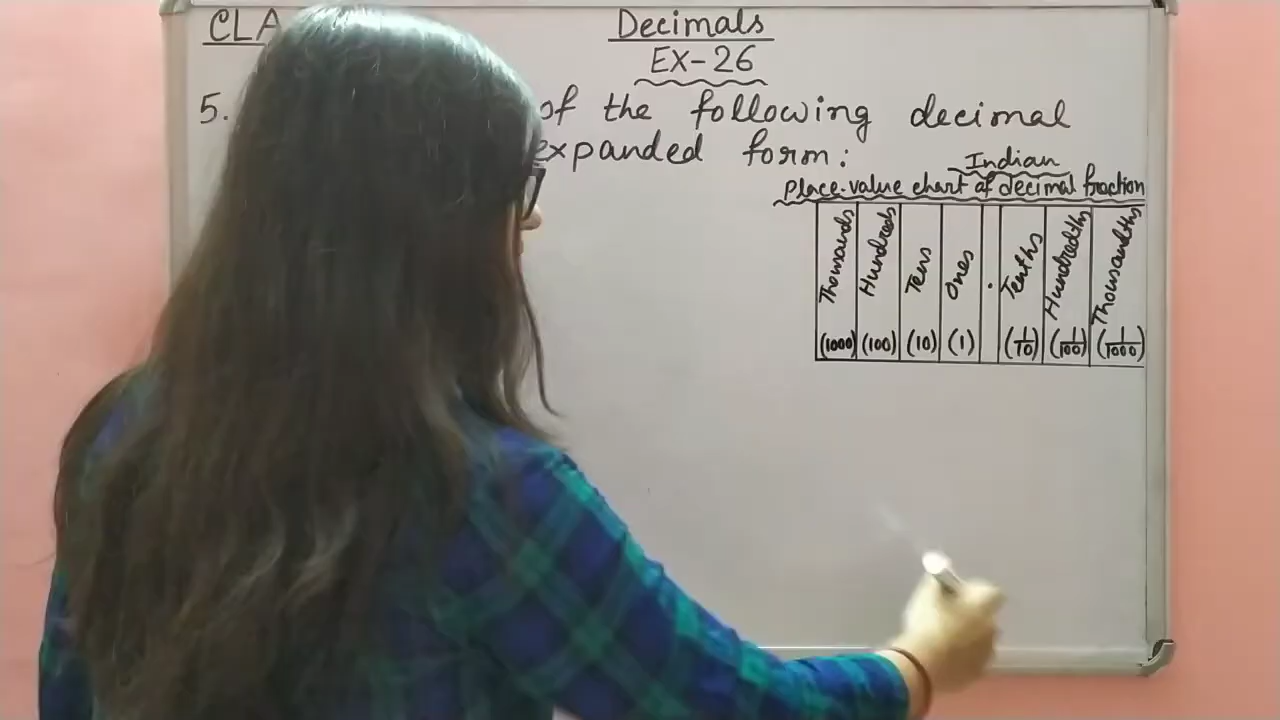 CLA
Decimals
EX-26
5. of the following decimal
expanded form:
Indian
Place-value chart of decimal fraction
Thousands Hundreds Tens Ones . Tenths Hundredths Thousandths
(1000) (100) (10) (1) (1/10) (1/100) (1/1000)